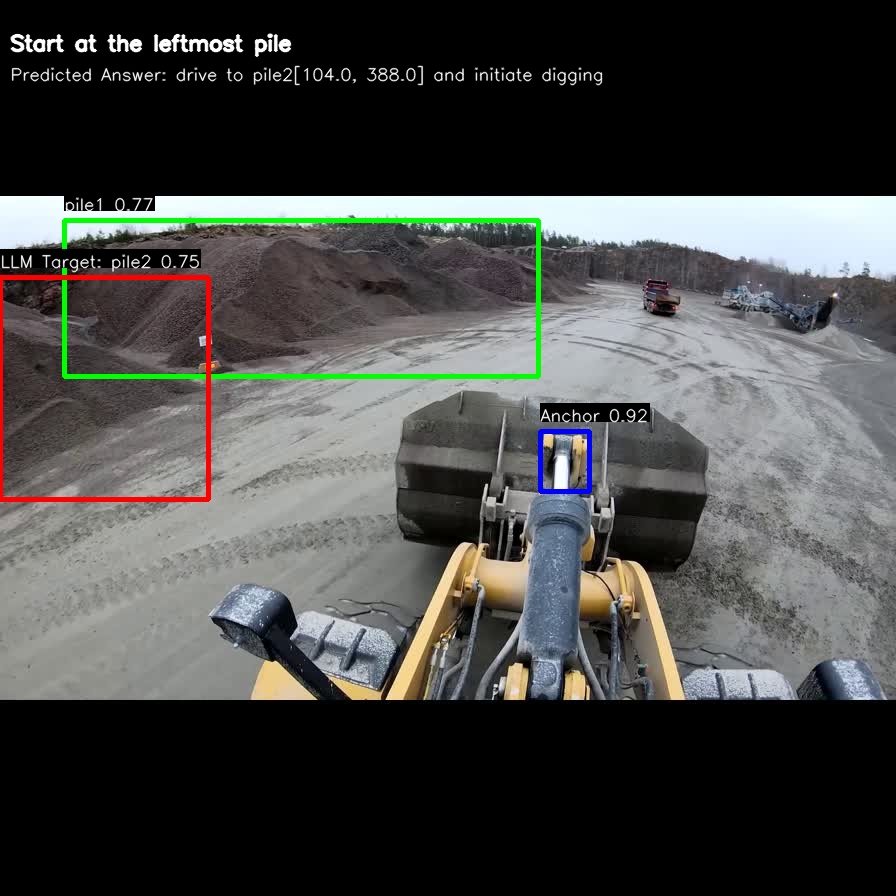 Start at the leftmost pile
Predicted Answer: drive to pile2[104.0, 388.0] and initiate digging
pile1 0.77
LLM Target: pile2 0.75
Anchor 0.92